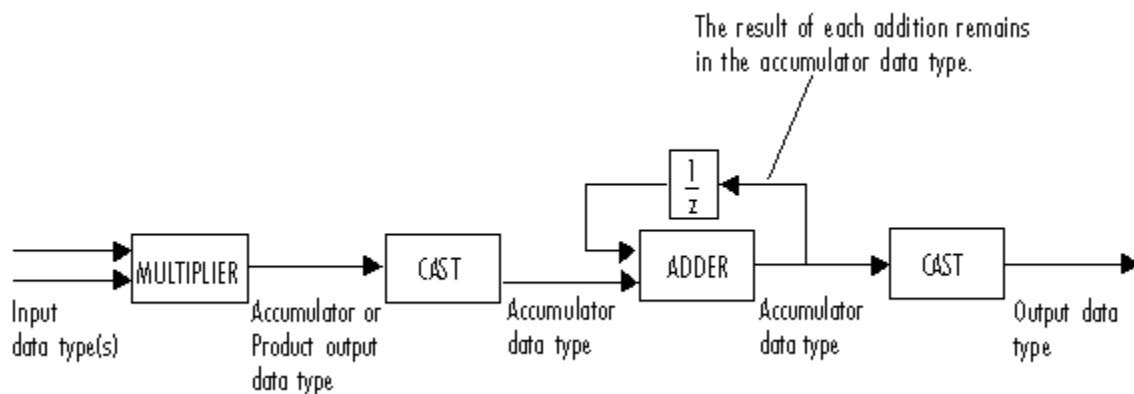 The result of each addition remains
in the accumulator data type.
1
z
MULTIPLIER
CAST
ADDER
CAST
Input
data type(s)
Accumulator or
Product output
data type
Accumulator
data type
Accumulator
data type
Output data
type